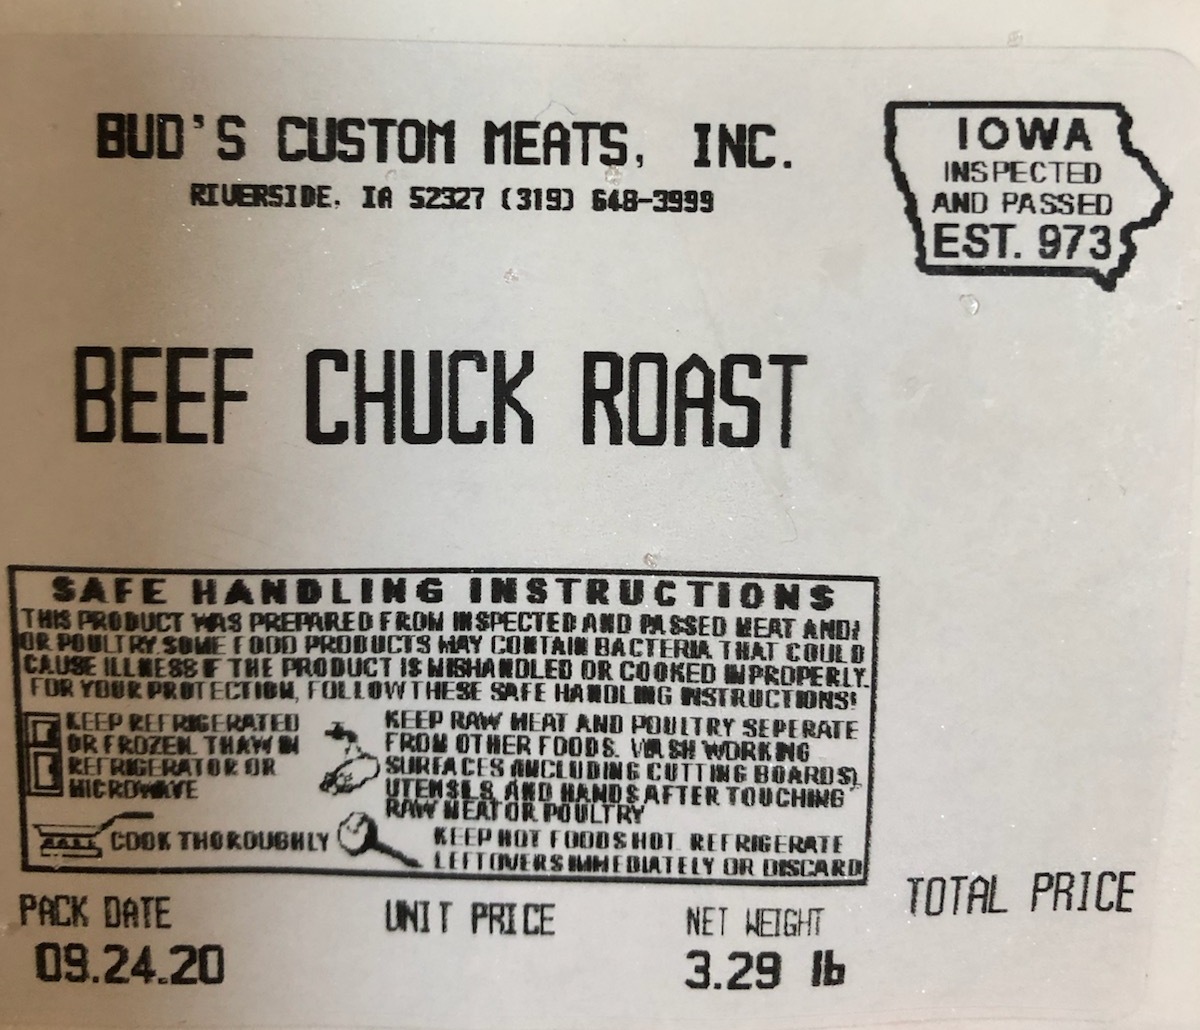 BUD'S CUSTOM MEATS, INC.
RIVERSIDE, IA 52327 (319) 648-3999
IOWA
INSPECTED
AND PASSED
EST. 973
BEEF CHUCK ROAST
SAFE HANDLING INSTRUCTIONS
THIS PRODUCT WAS PREPARED FROM INSPECTED AND PASSED MEAT AND/
OR POULTRY. SOME FOOD PRODUCTS MAY CONTAIN BACTERIA THAT COULD
CAUSE ILLNESS IF THE PRODUCT IS MISHANDLED OR COOKED IMPROPERLY.
FOR YOUR PROTECTION, FOLLOW THESE SAFE HANDLING INSTRUCTIONS!
KEEP REFRIGERATED
OR FROZEN. THAW IN
REFRIGERATOR OR
MICROWAVE
KEEP RAW MEAT AND POULTRY SEPERATE
FROM OTHER FOODS. WASH WORKING
SURFACES (INCLUDING CUTTING BOARDS),
UTENSILS, AND HANDS AFTER TOUCHING
RAW MEAT OR POULTRY
COOK THOROUGHLY
KEEP HOT FOODS HOT. REFRIGERATE
LEFTOVERS IMMEDIATELY OR DISCARD
PACK DATE
09.24.20
UNIT PRICE
NET WEIGHT
3.29 lb
TOTAL PRICE